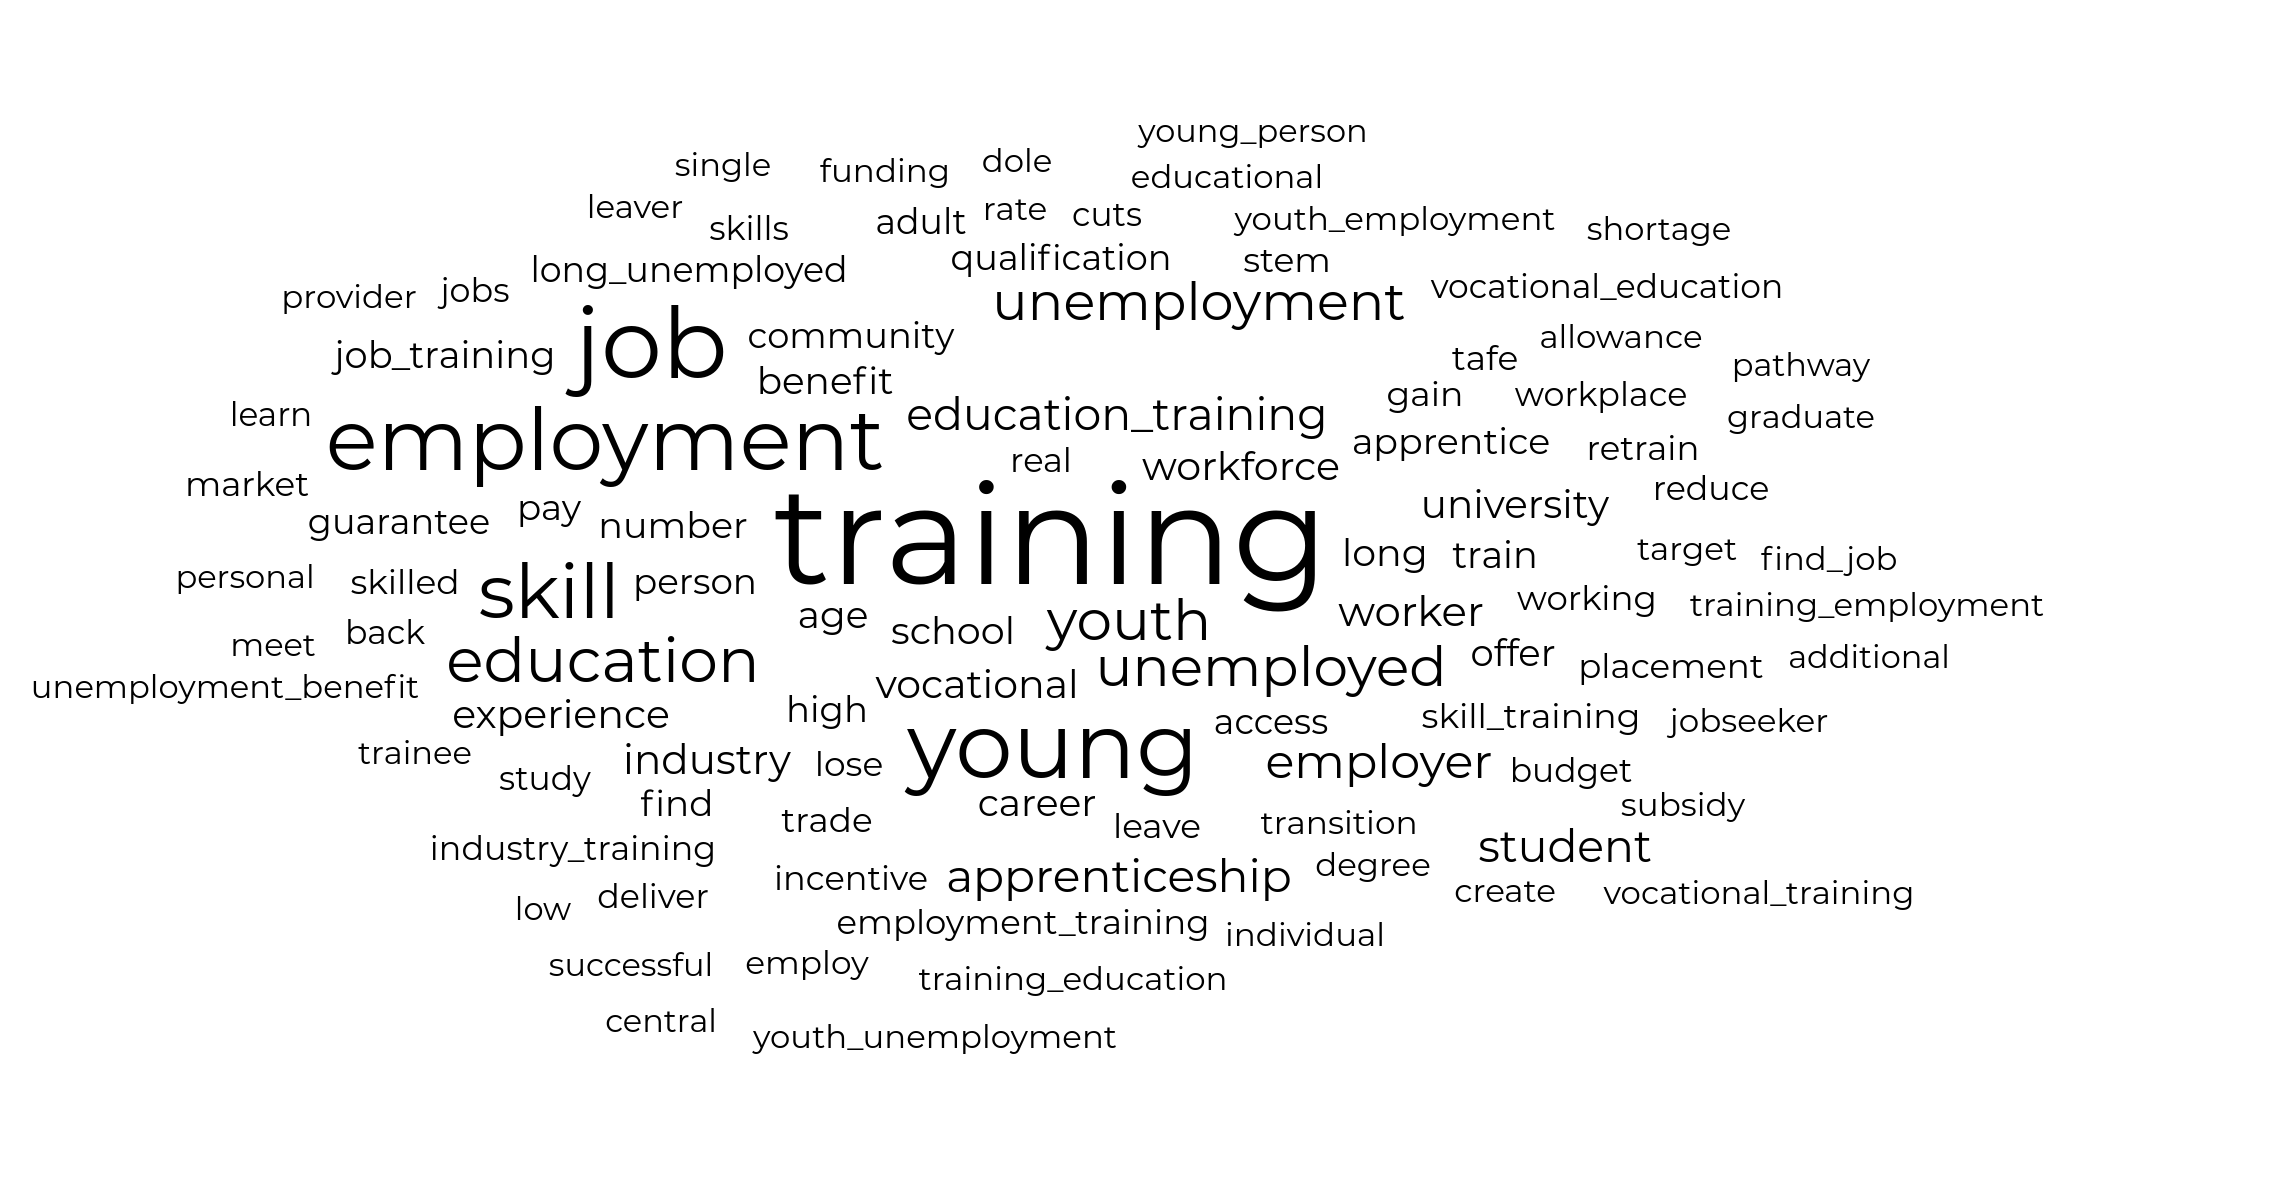 young_person
single funding dole
educational
leaver skills adult rate cuts youth_employment shortage
long_unemployed qualification stem
provider jobs unemployment vocational_education
job_training job community allowance
benefit tafe pathway
learn employment education_training gain workplace graduate
real workforce apprentice retrain
market training university reduce
guarantee pay number long train target find_job
personal skilled skill person age school youth worker working training_employment
meet back education vocational unemployed offer placement additional
unemployment_benefit experience high access skill_training jobseeker
trainee study industry lose young employer budget
find trade career leave transition subsidy
industry_training student
incentive apprenticeship degree create vocational_training
low deliver employment_training individual
successful employ training_education
central youth_unemployment